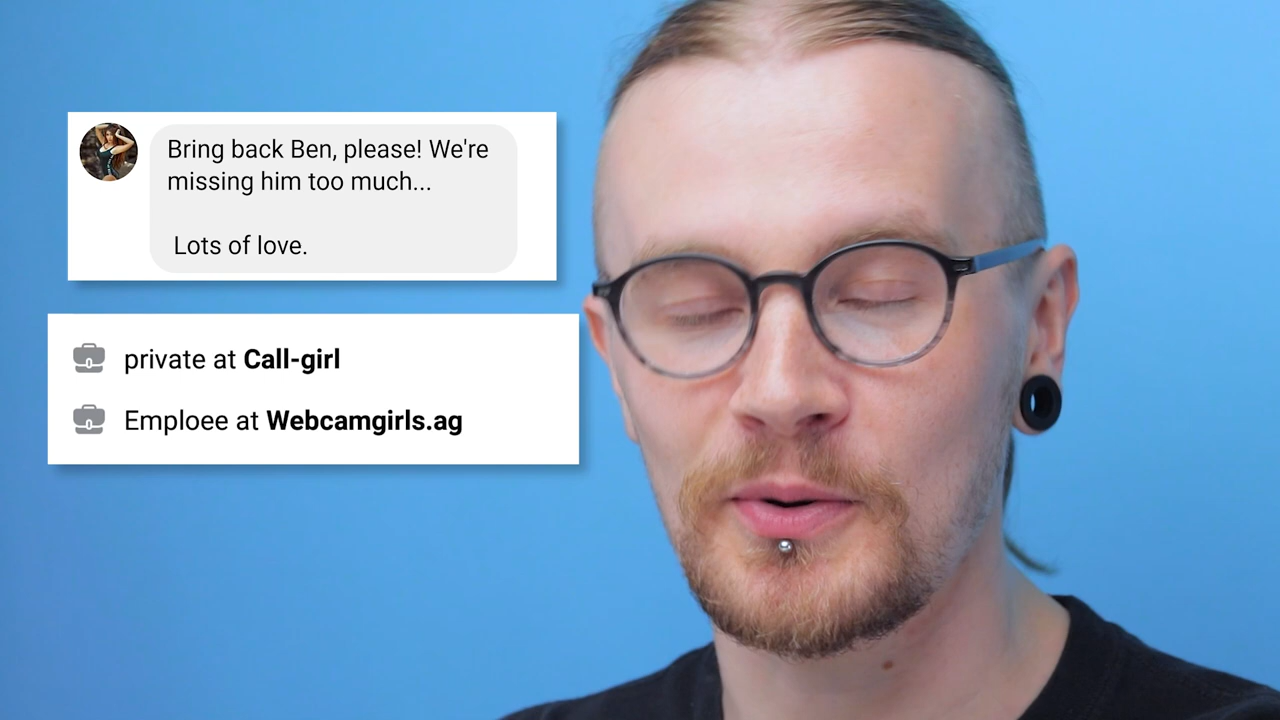 Bring back Ben, please! We're
missing him too much...
Lots of love.
private at Call-girl
Emploee at Webcamgirls.ag